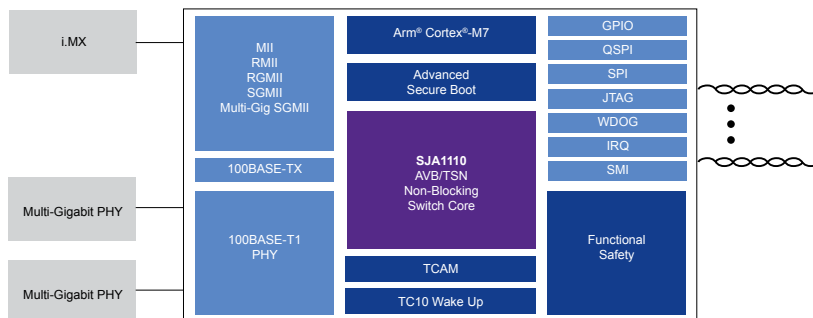 i.MX
Multi-Gigabit PHY
Multi-Gigabit PHY
MII
RMII
RGMII
SGMII
Multi-Gig SGMII
100BASE-TX
100BASE-T1
PHY
Arm® Cortex®-M7
Advanced
Secure Boot
SJA1110
AVB/TSN
Non-Blocking
Switch Core
TCAM
TC10 Wake Up
GPIO
QSPI
SPI
JTAG
WDOG
IRQ
SMI
Functional
Safety